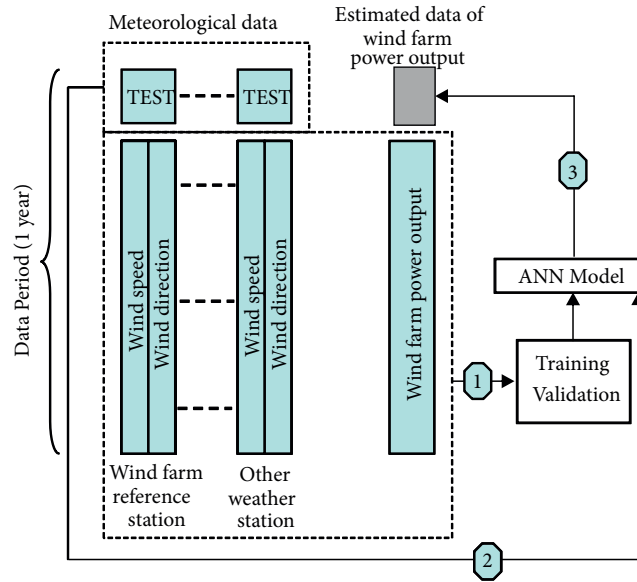 Meteorological data
Estimated data of
wind farm
power output
TEST
TEST
Data Period (1 year)
Wind speed
Wind direction
Wind speed
Wind direction
Wind farm power output
3
ANN Model
1
Training
Validation
Wind farm
reference
station
Other
weather
station
2